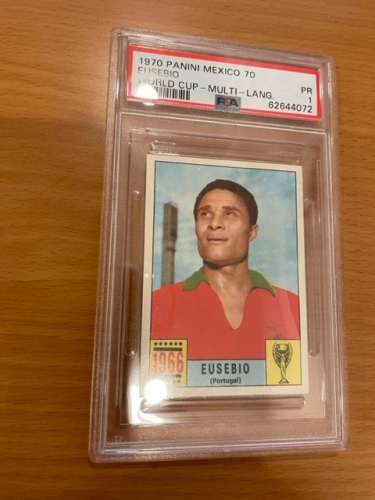 1970 PANINI MEXICO 70
EUSEBIO PR
WORLD CUP - MULTI - LANG. 1
PSA 62644072
1966
EUSEBIO
(Portugal)